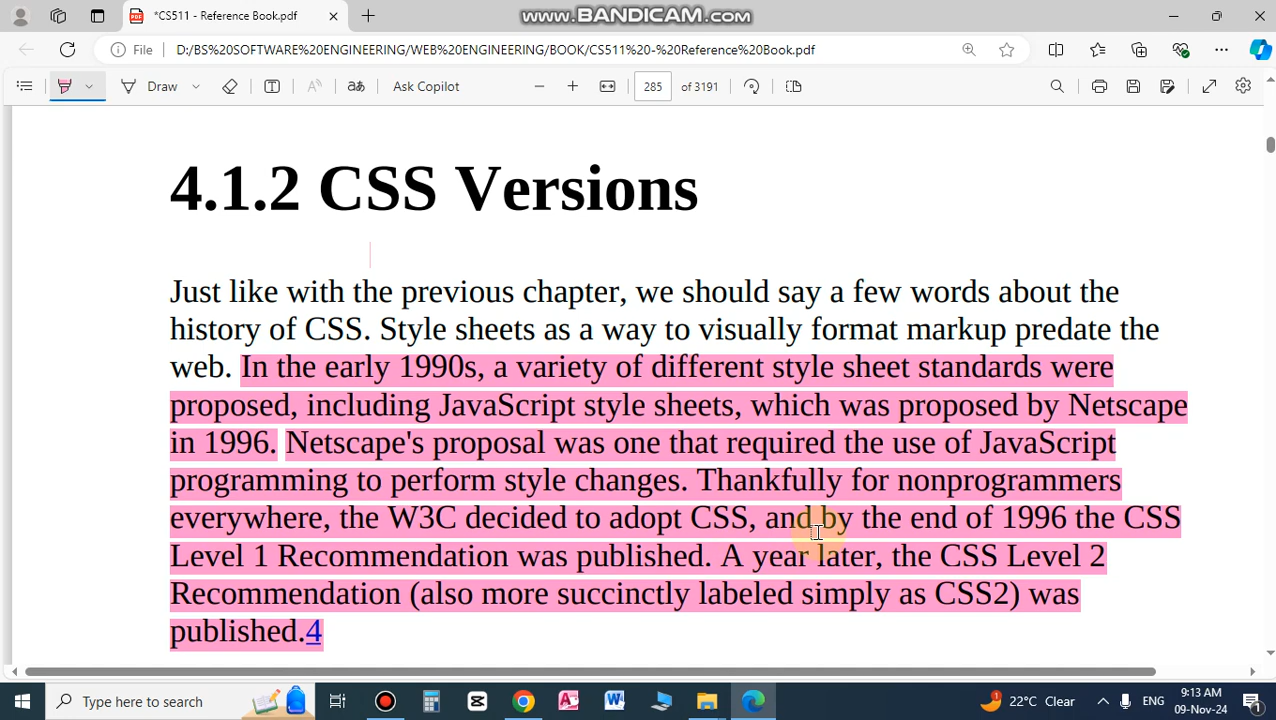 *CS511 - Reference Book.pdf
www.BANDICAM.com
File D:/BS%20SOFTWARE%20ENGINEERING/WEB%20ENGINEERING/BOOK/CS511%20-%20Reference%20Book.pdf
Draw aあ Ask Copilot 285 of 3191
4.1.2 CSS Versions
Just like with the previous chapter, we should say a few words about the
history of CSS. Style sheets as a way to visually format markup predate the
web. In the early 1990s, a variety of different style sheet standards were
proposed, including JavaScript style sheets, which was proposed by Netscape
in 1996. Netscape's proposal was one that required the use of JavaScript
programming to perform style changes. Thankfully for nonprogrammers
everywhere, the W3C decided to adopt CSS, and by the end of 1996 the CSS
Level 1 Recommendation was published. A year later, the CSS Level 2
Recommendation (also more succinctly labeled simply as CSS2) was
published.4
Type here to search
22°C Clear
ENG
9:13 AM
09-Nov-24